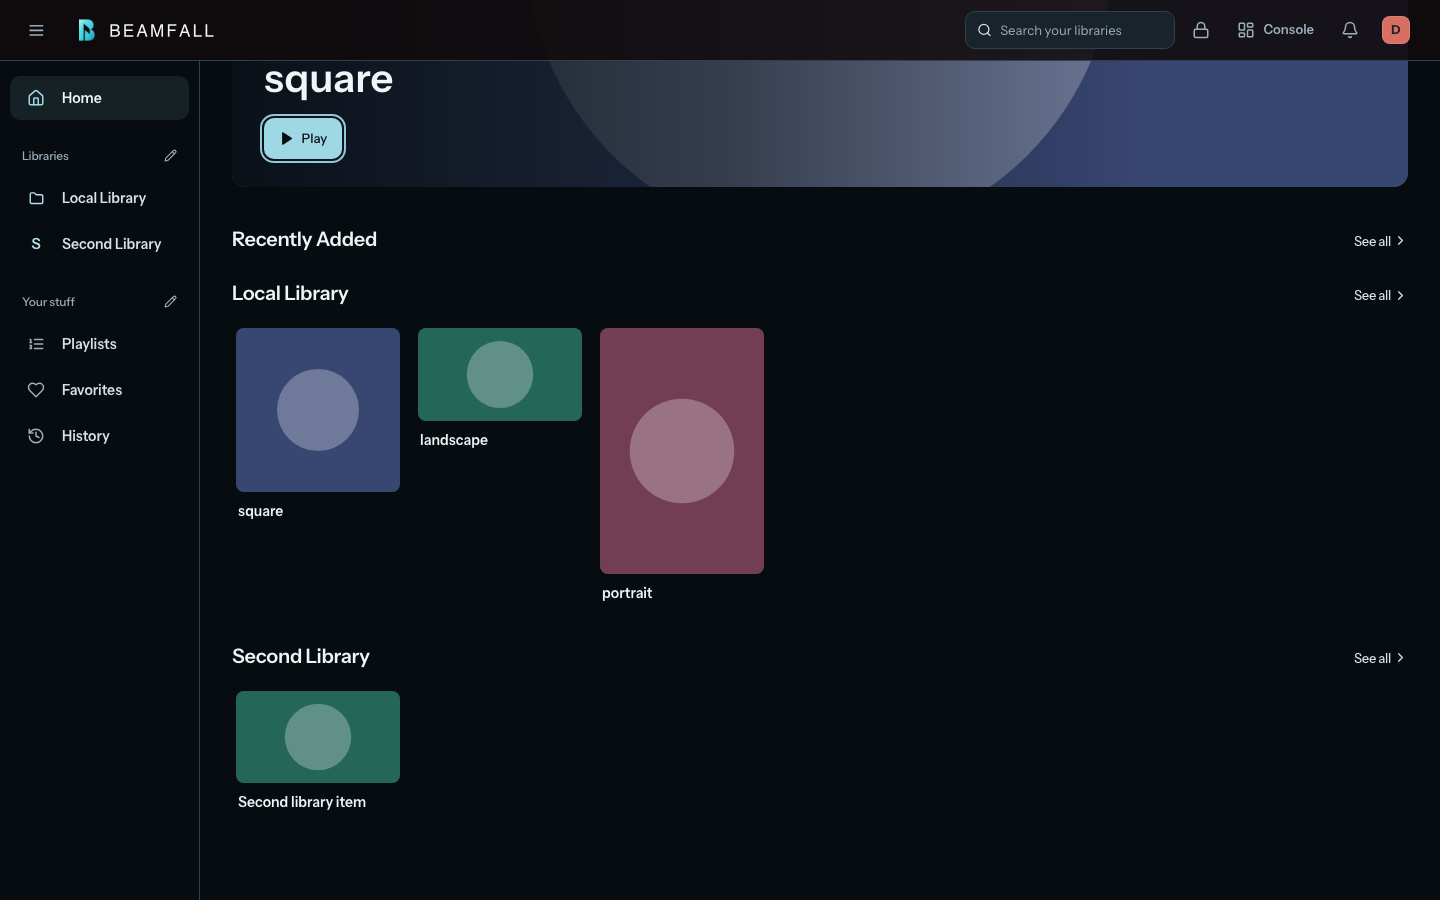 BEAMFALL
Search your libraries
Console
D
Home
Libraries
Local Library
S Second Library
Your stuff
Playlists
Favorites
History
square
Play
Recently Added
See all
Local Library
See all
square
landscape
portrait
Second Library
See all
Second library item